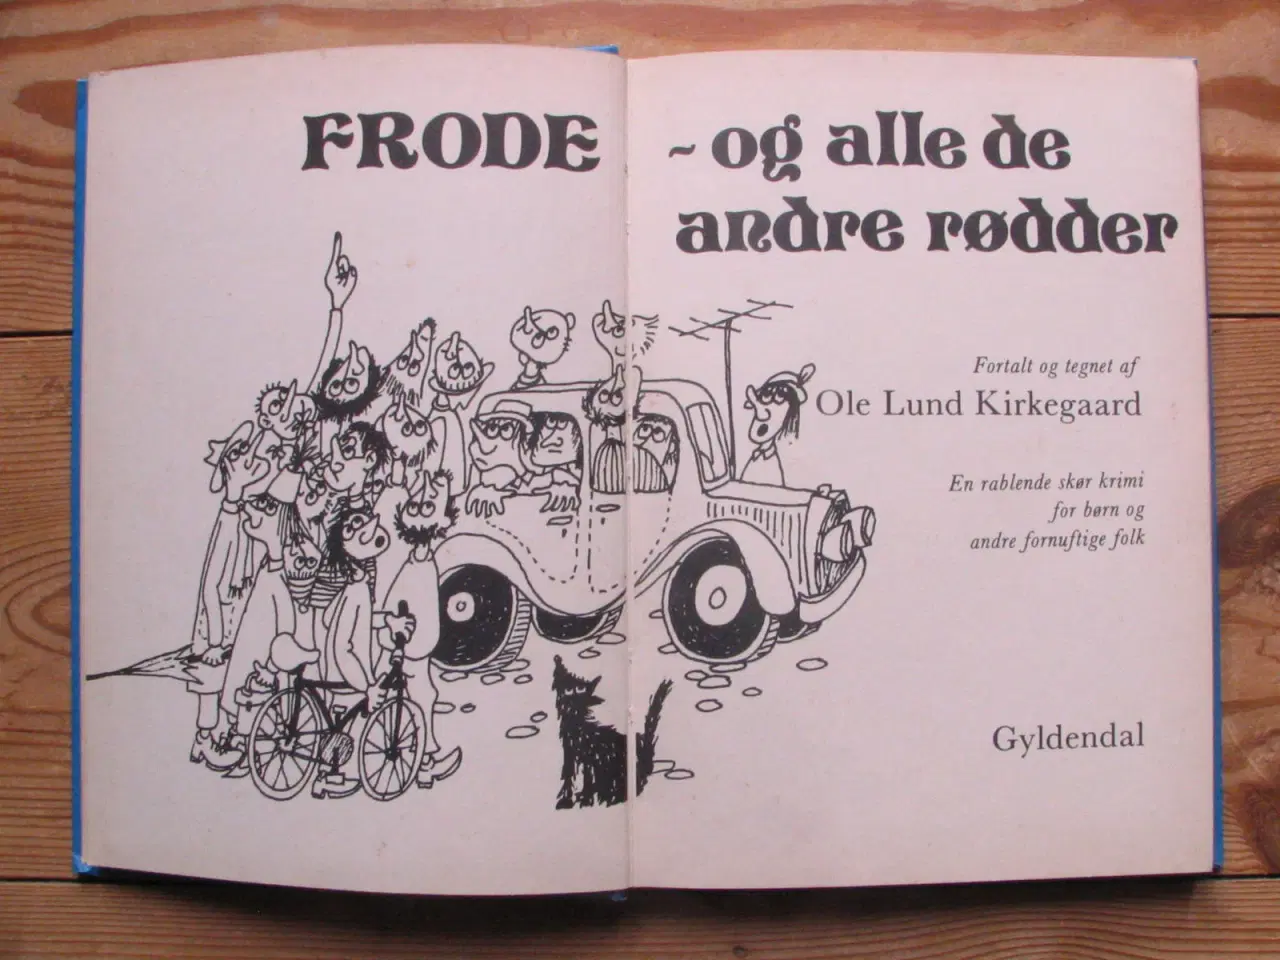 FRODE - og alle de
andre rødder
Fortalt og tegnet af
Ole Lund Kirkegaard
En rablende skør krimi
for børn og
andre fornuftige folk
Gyldendal